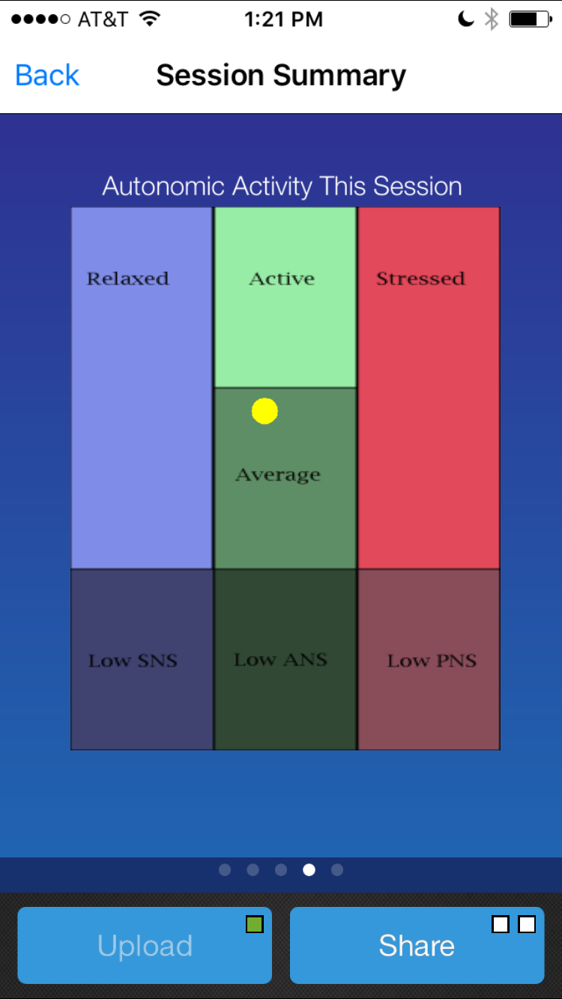 AT&T 1:21 PM
Back Session Summary
Autonomic Activity This Session
Relaxed Active Stressed
Average
Low SNS Low ANS Low PNS
Upload Share